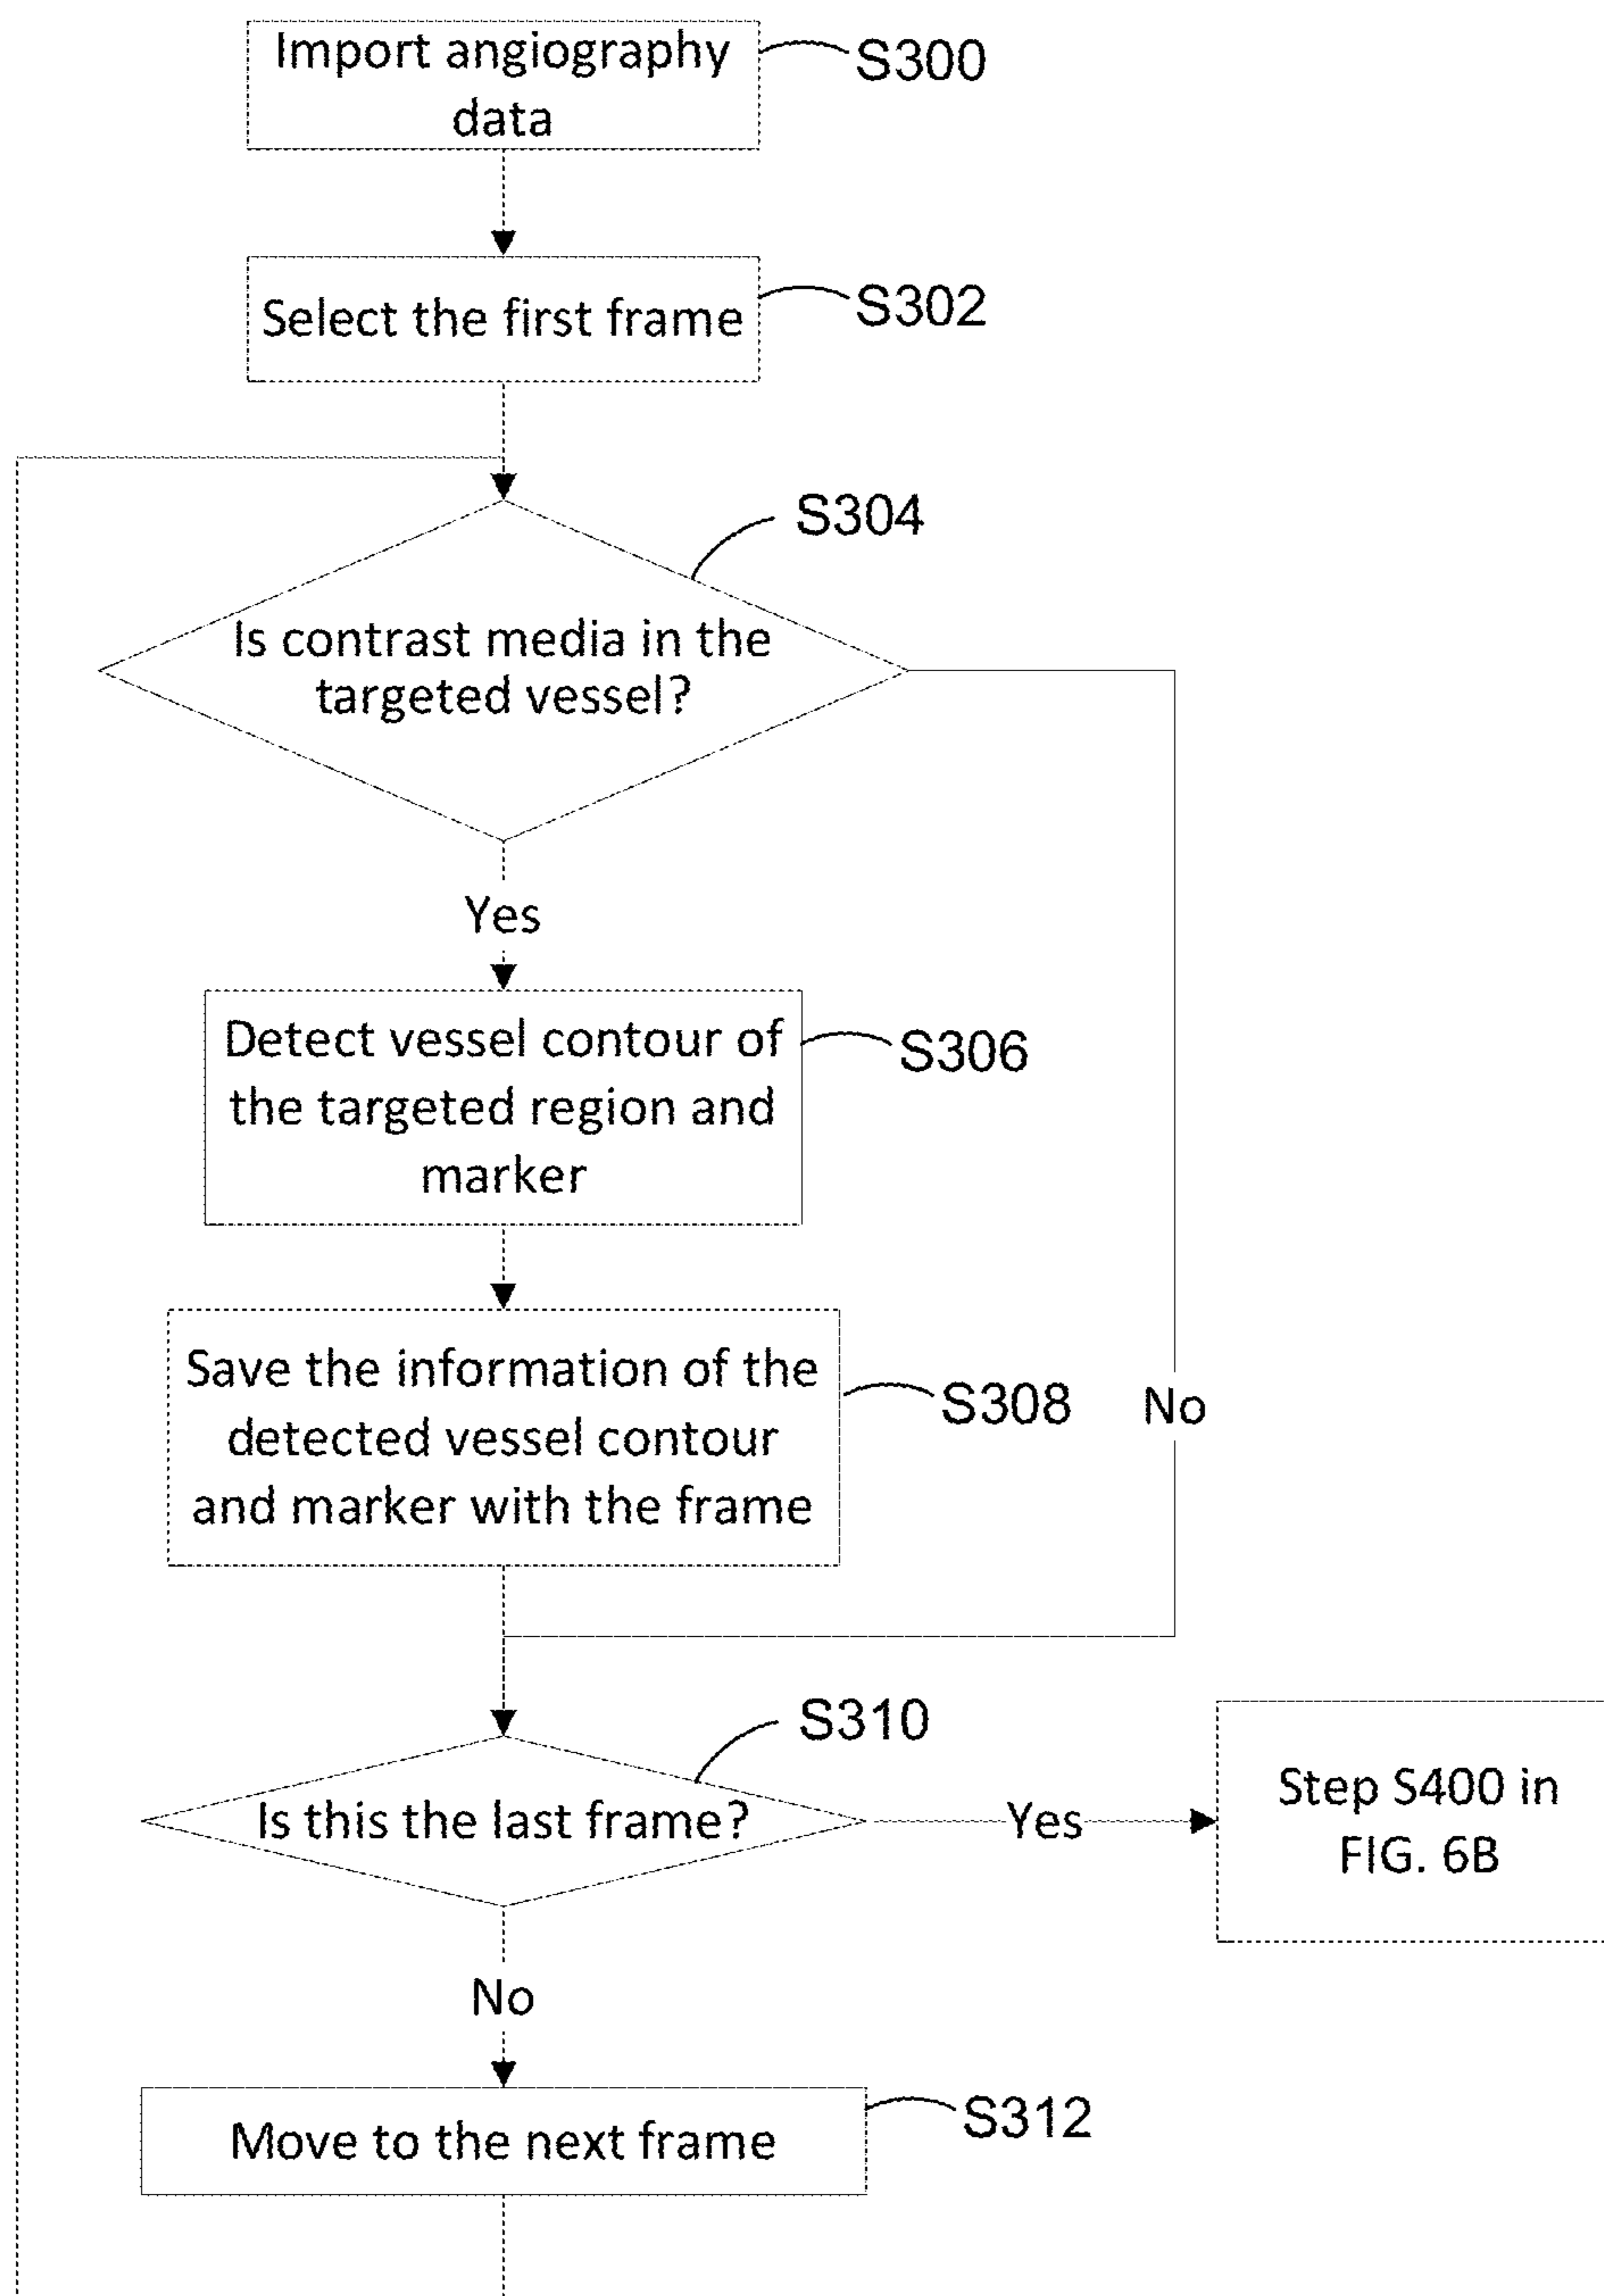 Import angiography
data
S300
Select the first frame
S302
S304
Is contrast media in the
targeted vessel?
Yes
Detect vessel contour of
the targeted region and
marker
S306
Save the information of the
detected vessel contour
and marker with the frame
S308
No
S310
Is this the last frame?
Yes
Step S400 in
FIG. 6B
No
Move to the next frame
S312